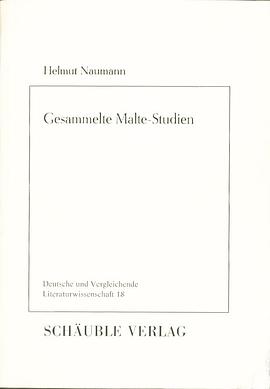 Helmut Naumann
Gesammelte Malte-Studien
Deutsche und Vergleichende
Literaturwissenschaft 18
SCHÄUBLE VERLAG